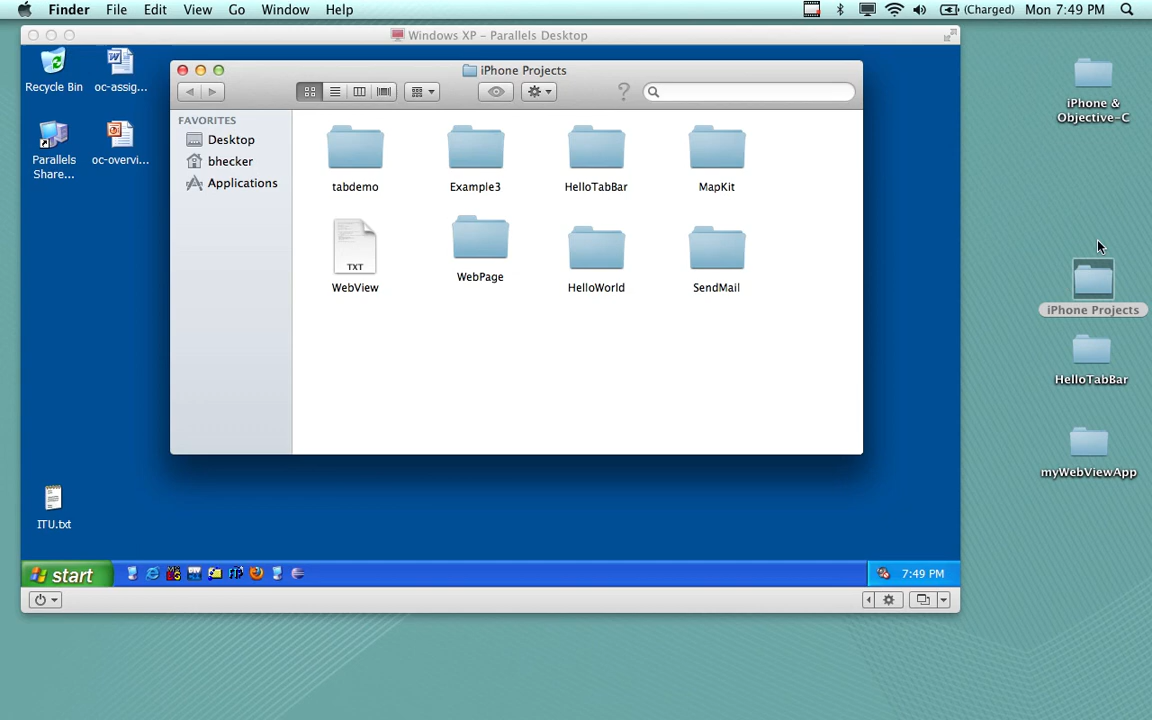 Finder File Edit View Go Window Help (Charged) Mon 7:49 PM
Windows XP – Parallels Desktop
Recycle Bin
oc-assig...
Parallels
Share...
oc-overvi...
ITU.txt
iPhone Projects
FAVORITES
Desktop
bhecker
Applications
tabdemo
Example3
HelloTabBar
MapKit
TXT
WebView
WebPage
HelloWorld
SendMail
iPhone &
Objective-C
iPhone Projects
HelloTabBar
myWebViewApp
start
7:49 PM